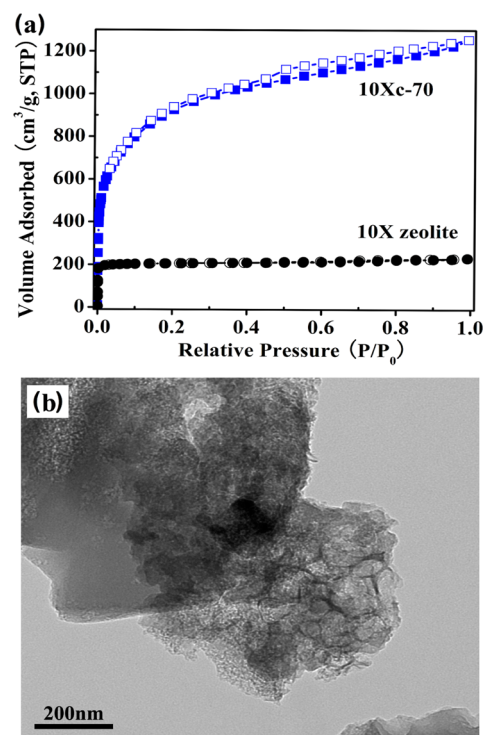 (a)
1200
1000
800
600
400
200
0
Volume Adsorbed (cm³/g, STP)
10Xc-70
10X zeolite
0.0 0.2 0.4 0.6 0.8 1.0
Relative Pressure (P/P₀)
(b)
200nm